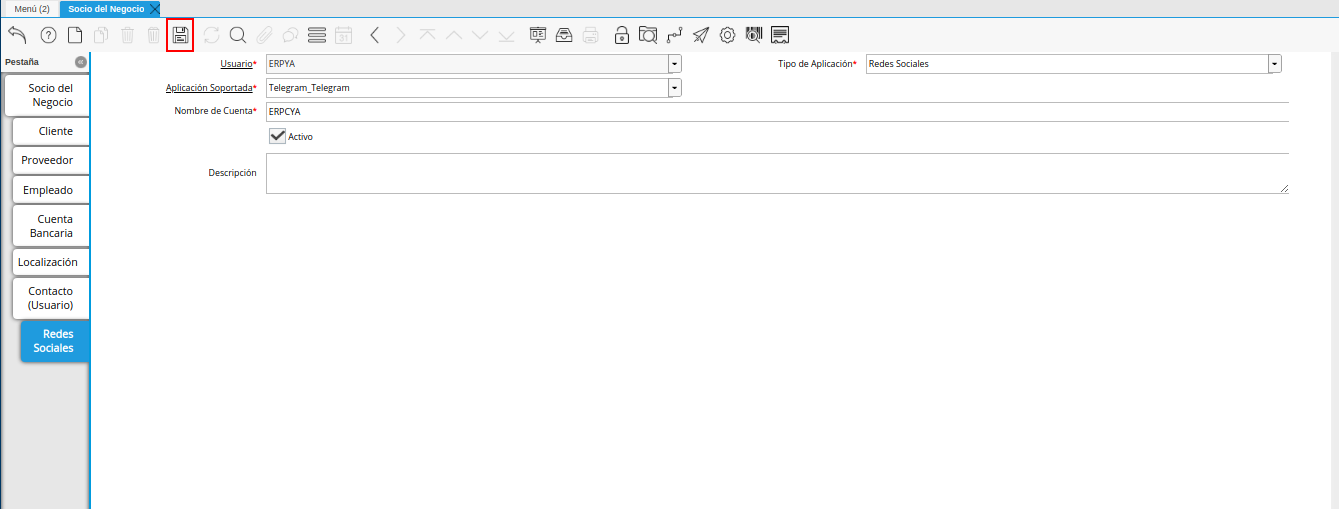 Menú (2)
Socio del Negocio
31
Pestaña
Usuario*
ERPYA
Tipo de Aplicación*
Redes Sociales
Aplicación Soportada*
Telegram_Telegram
Nombre de Cuenta*
ERPCYA
Activo
Descripción
Socio del
Negocio
Cliente
Proveedor
Empleado
Cuenta
Bancaria
Localización
Contacto
(Usuario)
Redes
Sociales